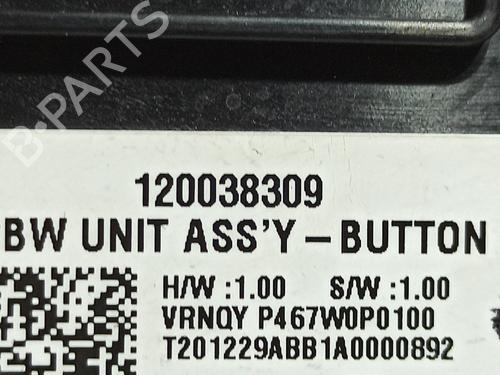 B-PARTS
120038309
BW UNIT ASS'Y - BUTTON
H/W :1.00 S/W :1.00
VRNQY P467W0P0100
T201229ABB1A0000892